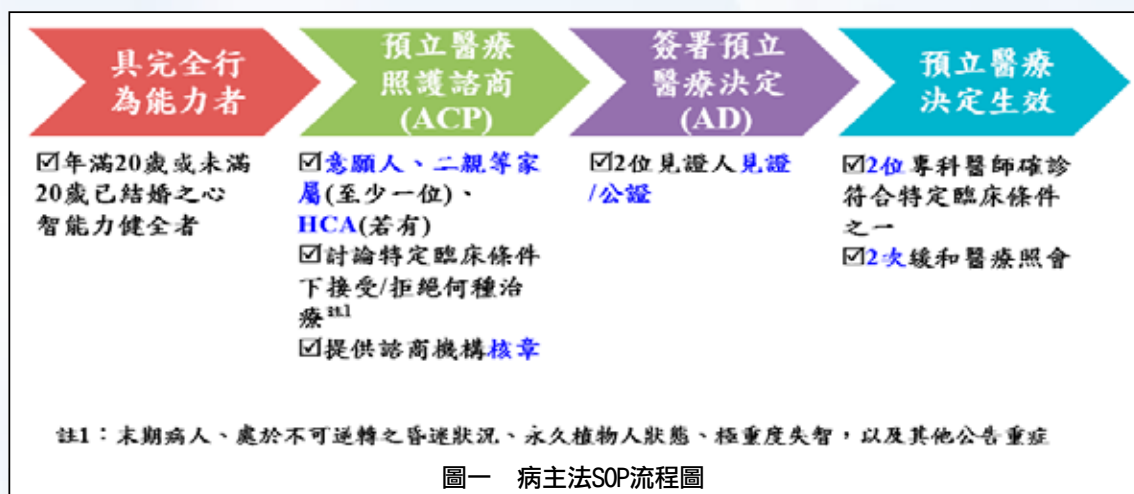 具完全行
為能力者
預立醫療
照護諮商
(ACP)
簽署預立
醫療決定
(AD)
預立醫療
決定生效
☑年滿20歲或未滿
20歲已結婚之心
智能力健全者
☑意願人、二親等家
屬(至少一位)、
HCA(若有)
☑討論特定臨床條件
下接受/拒絕何種治
療註1
☑提供諮商機構核章
☑2位見證人見證
/公證
☑2位專科醫師確診
符合特定臨床條件
之一
☑2次緩和醫療照會
註1：末期病人、處於不可逆轉之昏迷狀況、永久植物人狀態、極重度失智，以及其他公告重症
圖一 病主法SOP流程圖